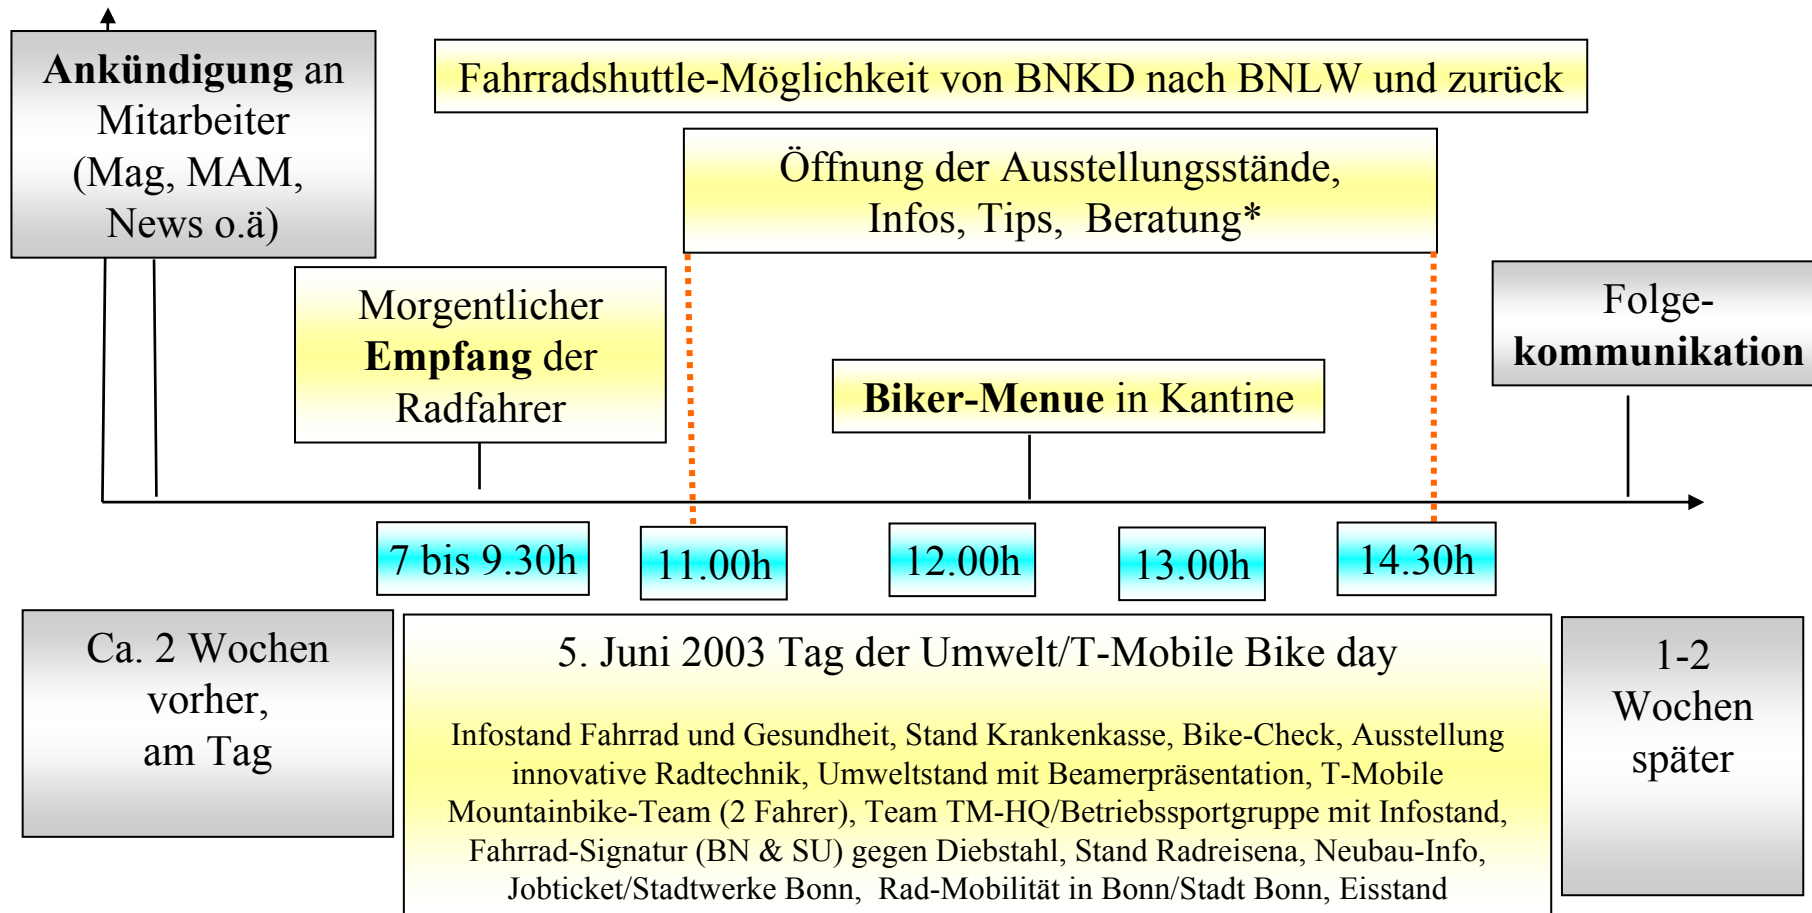 Ankündigung an
Mitarbeiter
(Mag, MAM,
News o.ä)
Fahrradshuttle-Möglichkeit von BNKD nach BNLW und zurück
Öffnung der Ausstellungsstände,
Infos, Tips, Beratung*
Morgentlicher
Empfang der
Radfahrer
Biker-Menue in Kantine
Folge-
kommunikation
7 bis 9.30h
11.00h
12.00h
13.00h
14.30h
Ca. 2 Wochen
vorher,
am Tag
5. Juni 2003 Tag der Umwelt/T-Mobile Bike day
Infostand Fahrrad und Gesundheit, Stand Krankenkasse, Bike-Check, Ausstellung
innovative Radtechnik, Umweltstand mit Beamerpräsentation, T-Mobile
Mountainbike-Team (2 Fahrer), Team TM-HQ/Betriebssportgruppe mit Infostand,
Fahrrad-Signatur (BN & SU) gegen Diebstahl, Stand Radreisena, Neubau-Info,
Jobticket/Stadtwerke Bonn, Rad-Mobilität in Bonn/Stadt Bonn, Eisstand
1-2
Wochen
später